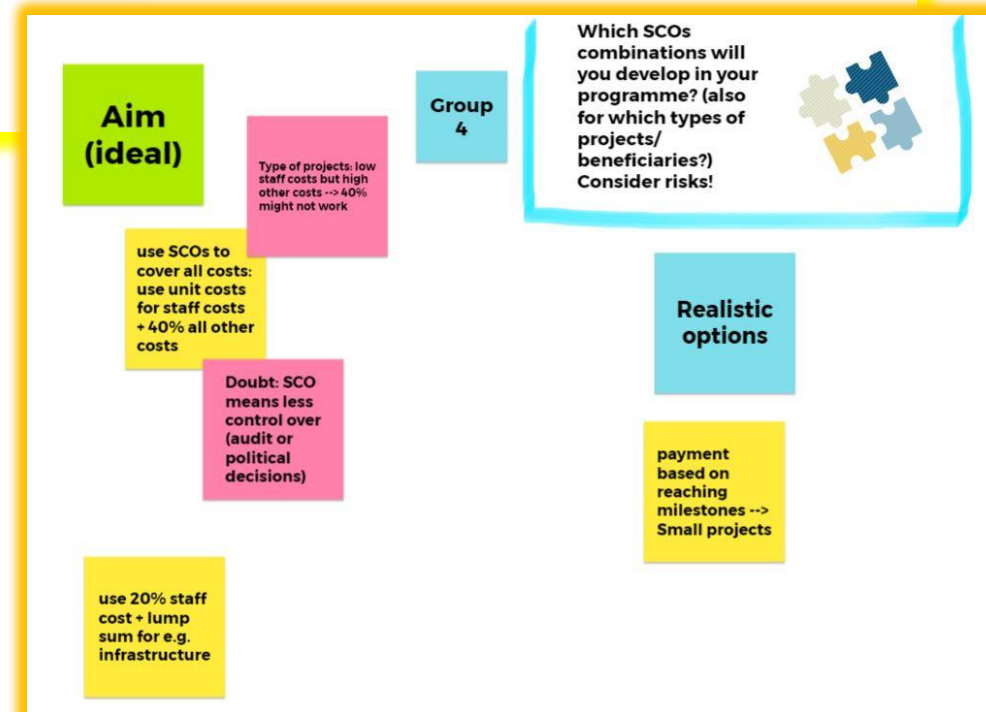 Aim
(ideal)
Type of projects: low
staff costs but high
other costs --> 40%
might not work
use SCOs to
cover all costs:
use unit costs
for staff costs
+ 40% all other
costs
Doubt: SCO
means less
control over
(audit or
political
decisions)
use 20% staff
cost + lump
sum for e.g.
infrastructure
Group
4
Which SCOs
combinations will
you develop in your
programme? (also
for which types of
projects/
beneficiaries?)
Consider risks!
Realistic
options
payment
based on
reaching
milestones -->
Small projects